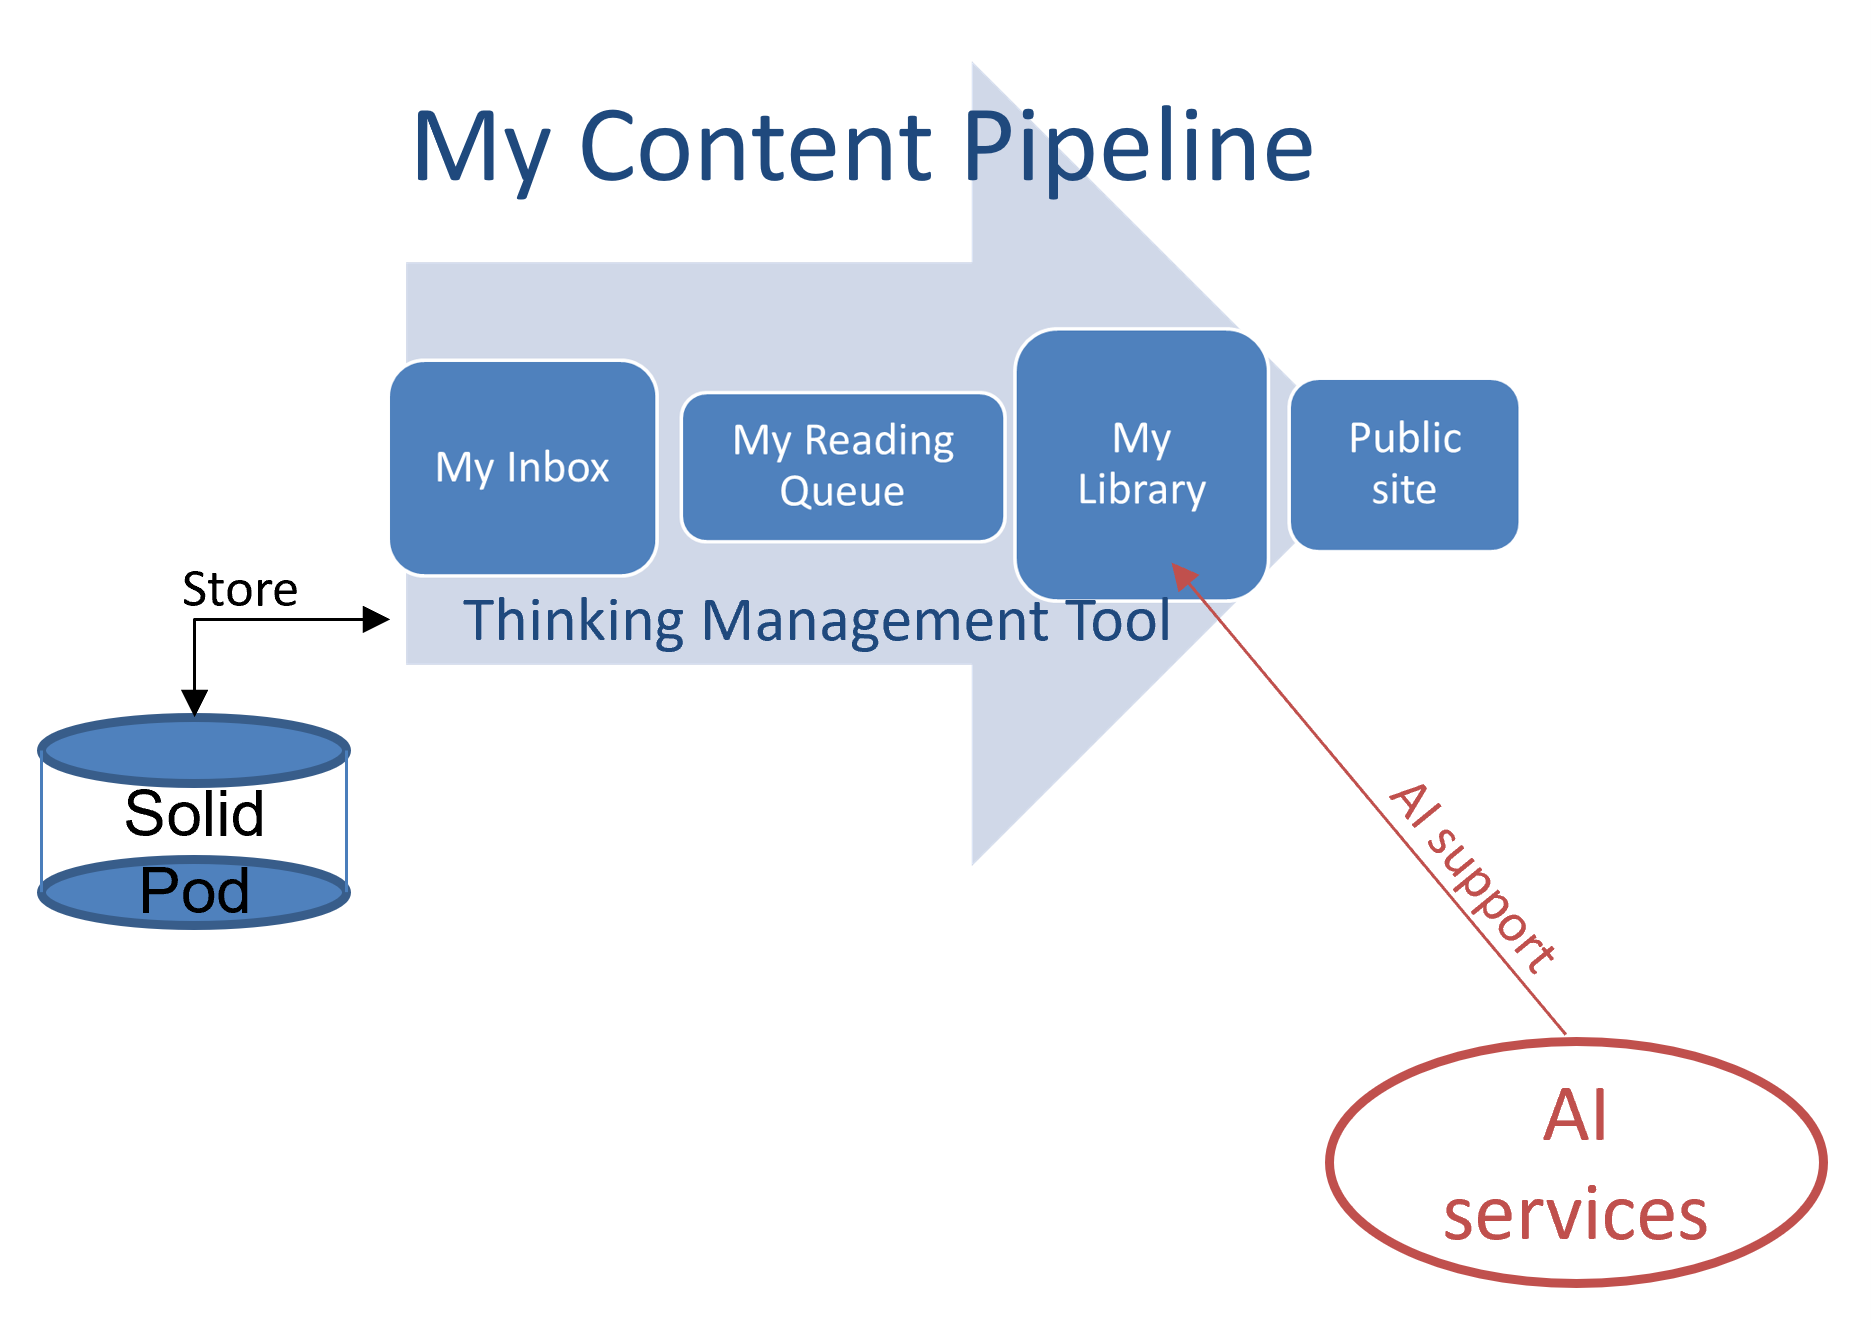 My Content Pipeline
My Inbox
My Reading
Queue
My
Library
Public
site
Store
Thinking Management Tool
Solid
Pod
AI support
AI
services